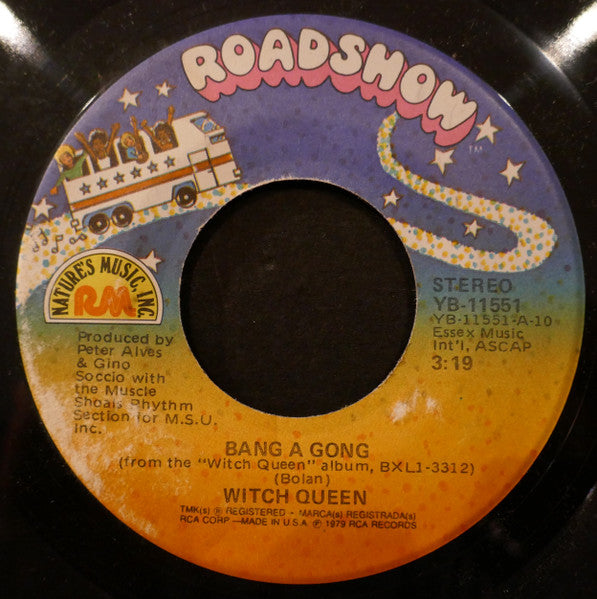 ROADSHOW
TM
NATURE'S MUSIC, INC.
RM
STEREO
YB-11551
YB-11551-A-10
Essex Music
Int'l, ASCAP
3:19
Produced by
Peter Alves
& Gino
Soccio with
the Muscle
Shoals Rhythm
Section for M.S.U.
Inc.
BANG A GONG
(from the "Witch Queen" album, BXL1-3312)
(Bolan)
WITCH QUEEN
TMK(s) ® REGISTERED • MARCA(s) REGISTRADA(s)
RCA CORP —MADE IN U.S.A ℗ 1979 RCA RECORDS